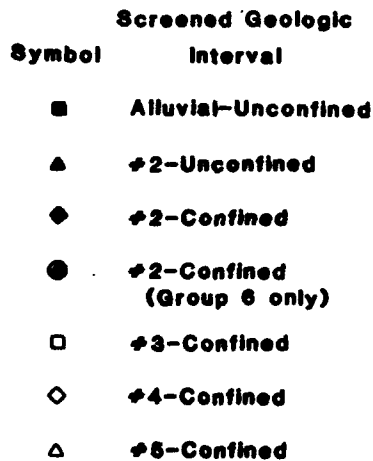 Screened Geologic
Symbol Interval
■ Alluvial-Unconfined
▲ #2-Unconfined
◆ #2-Confined
● #2-Confined
(Group 6 only)
□ #3-Confined
◇ #4-Confined
△ #5-Confined